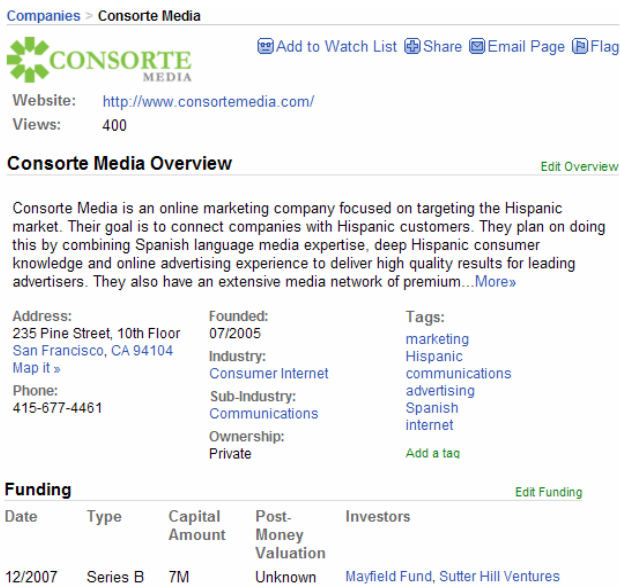 Companies > Consorte Media
CONSORTE
MEDIA
Add to Watch List Share Email Page Flag
Website: http://www.consortemedia.com/
Views: 400
Consorte Media Overview Edit Overview
Consorte Media is an online marketing company focused on targeting the Hispanic
market. Their goal is to connect companies with Hispanic customers. They plan on doing
this by combining Spanish language media expertise, deep Hispanic consumer
knowledge and online advertising experience to deliver high quality results for leading
advertisers. They also have an extensive media network of premium...More»
Address:
235 Pine Street, 10th Floor
San Francisco, CA 94104
Map it »
Phone:
415-677-4461
Founded:
07/2005
Industry:
Consumer Internet
Sub-Industry:
Communications
Ownership:
Private
Tags:
marketing
Hispanic
communications
advertising
Spanish
internet
Add a tag
Funding Edit Funding
Date Type Capital Amount Post-Money Valuation Investors
12/2007 Series B 7M Unknown Mayfield Fund, Sutter Hill Ventures